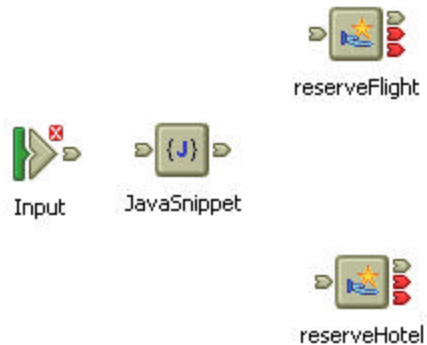 reserveFlight
{J}
Input
JavaSnippet
reserveHotel